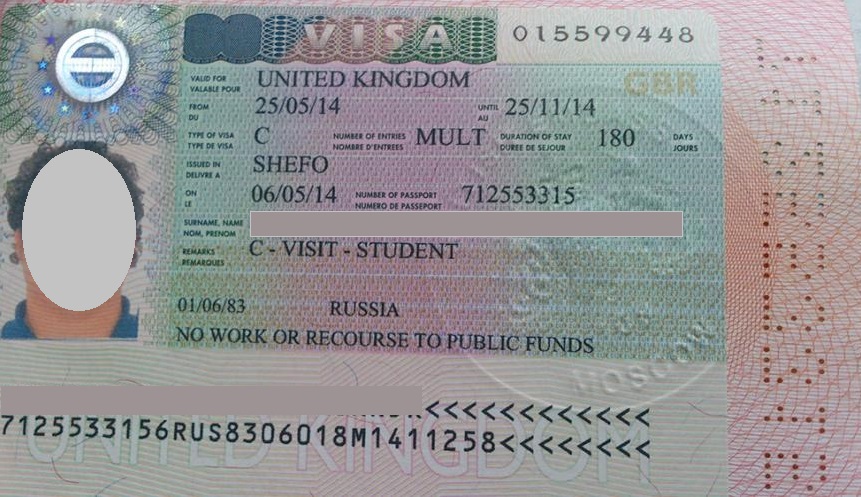 VISA 015599448
VALID FOR
VALABLE POUR
UNITED KINGDOM GBR
FROM
DU
25/05/14
UNTIL
AU
25/11/14
TYPE OF VISA
TYPE DE VISA
C
NUMBER OF ENTRIES
NOMBRE D'ENTREES
MULT
DURATION OF STAY
DUREE DE SEJOUR
180
DAYS
JOURS
ISSUED IN
DELIVRE A
SHEFO
ON
LE
06/05/14
NUMBER OF PASSPORT
NUMERO DE PASSEPORT
712553315
SURNAME, NAME
NOM, PRENOM
REMARKS
REMARQUES
C - VISIT - STUDENT
01/06/83 RUSSIA
NO WORK OR RECOURSE TO PUBLIC FUNDS
MOSCOW
<<<<<<<<<<<<<
7125533156RUS8306018M1411258<<<<<<<<
UNITED KINGDOM